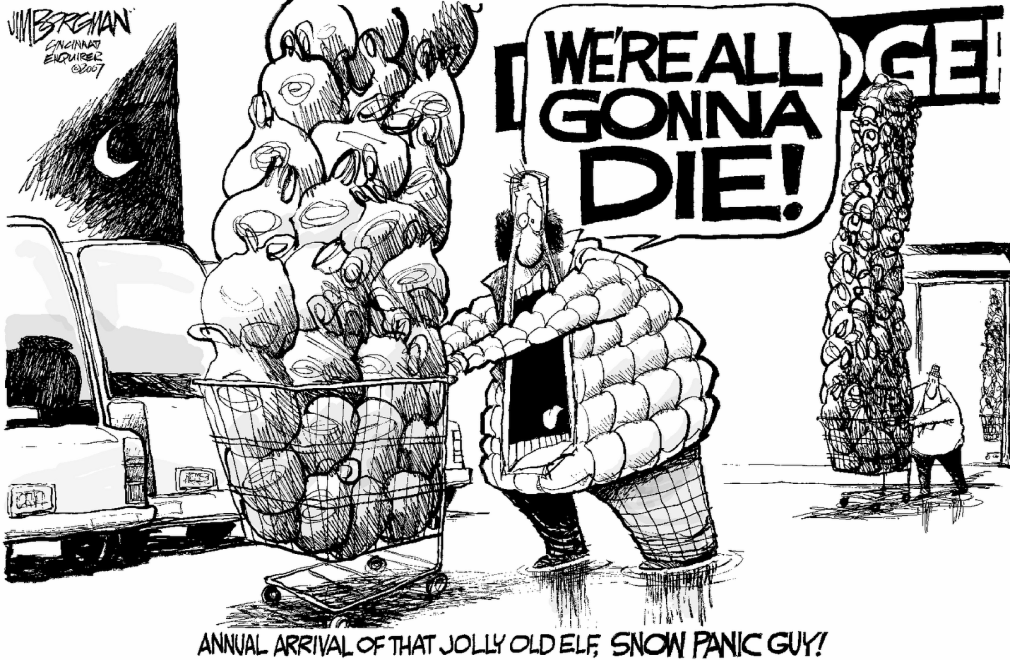 JIM BORGMAN
CINCINNATI
ENQUIRER
©2007
WE'RE ALL
GONNA
DIE!
OGE
ANNUAL ARRIVAL OF THAT JOLLY OLD ELF, SNOW PANIC GUY!